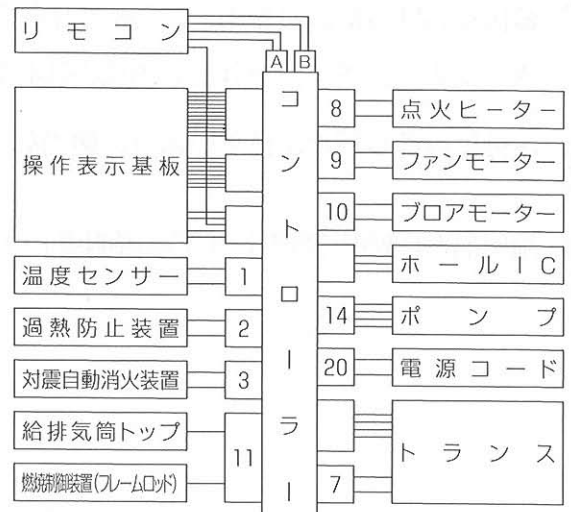 リモコン
A B
操作表示基板
温度センサー 1
過熱防止装置 2
対震自動消火装置 3
給排気筒トップ
11
燃焼制御装置(フレームロッド)
コントローラー
8 点火ヒーター
9 ファンモーター
10 ブロアモーター
ホールIC
14 ポンプ
20 電源コード
トランス
7